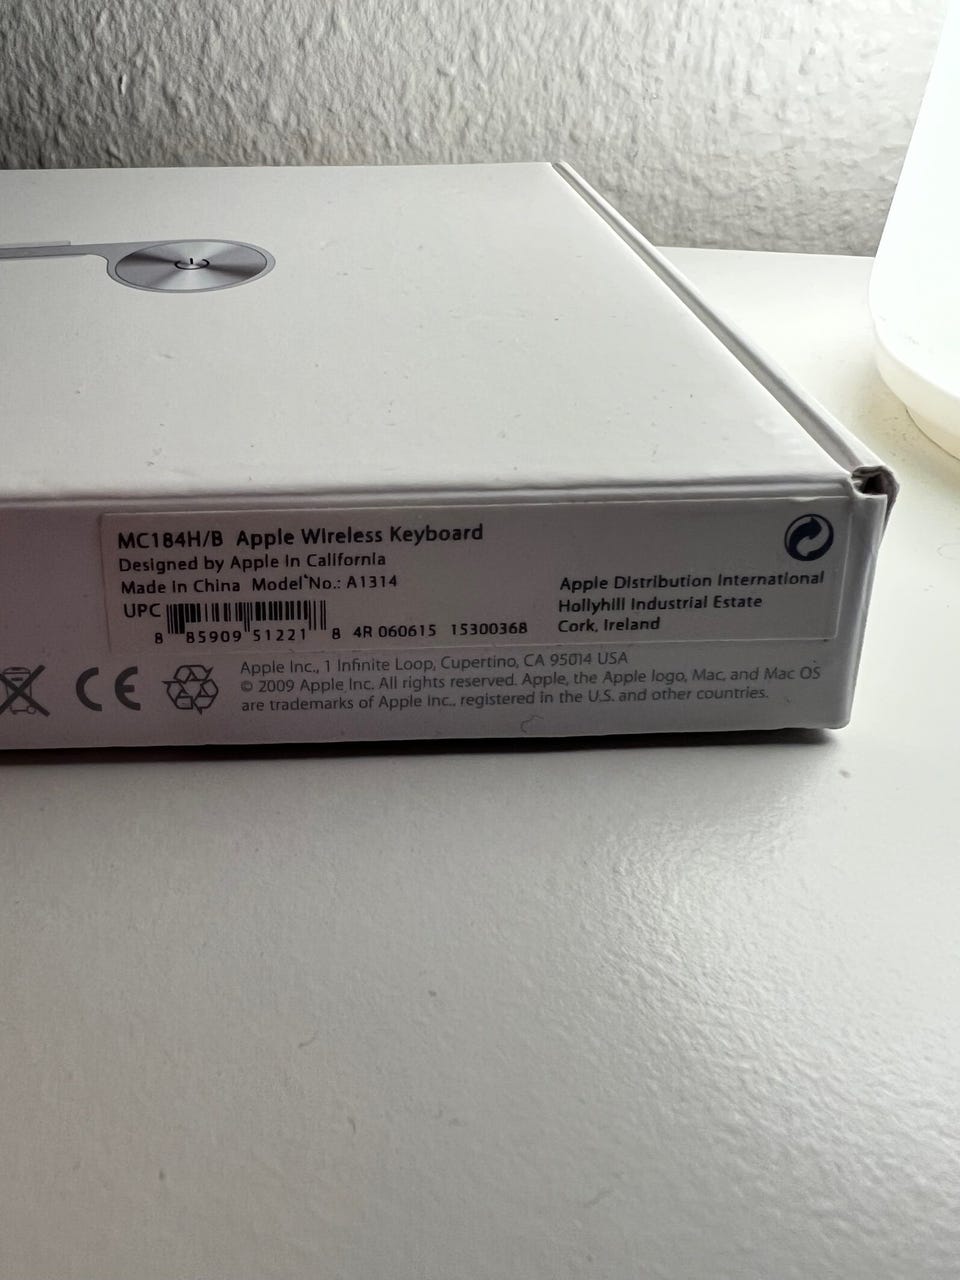 MC184H/B Apple Wireless Keyboard
Designed by Apple in California
Made in China Model No.: A1314
UPC
8 85909 51221 8 4R 060615 15300368
Apple Distribution International
Hollyhill Industrial Estate
Cork, Ireland
CE
Apple Inc., 1 Infinite Loop, Cupertino, CA 95014 USA
© 2009 Apple Inc. All rights reserved. Apple, the Apple logo, Mac, and Mac OS
are trademarks of Apple Inc., registered in the U.S. and other countries.